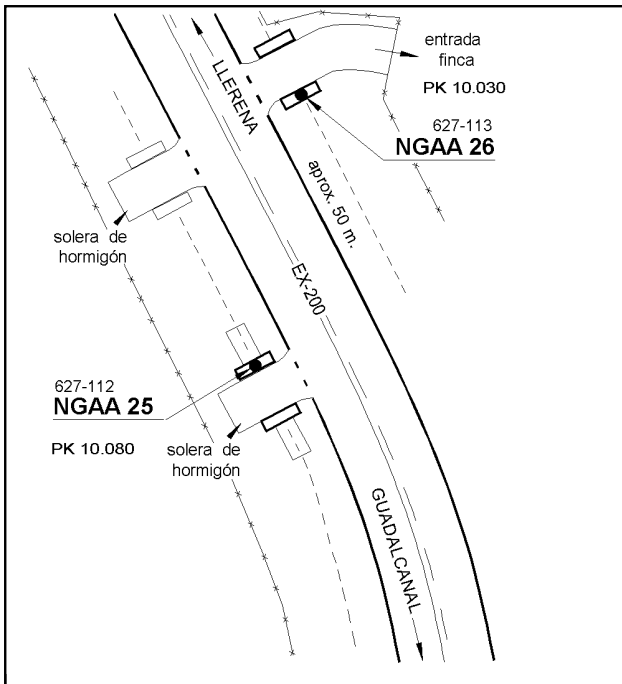 entrada
finca
PK 10.030
627-113
NGAA 26
LLERENA
aprox. 50 m.
solera de
hormigón
EX-200
627-112
NGAA 25
PK 10.080
solera de
hormigón
GUADALCANAL